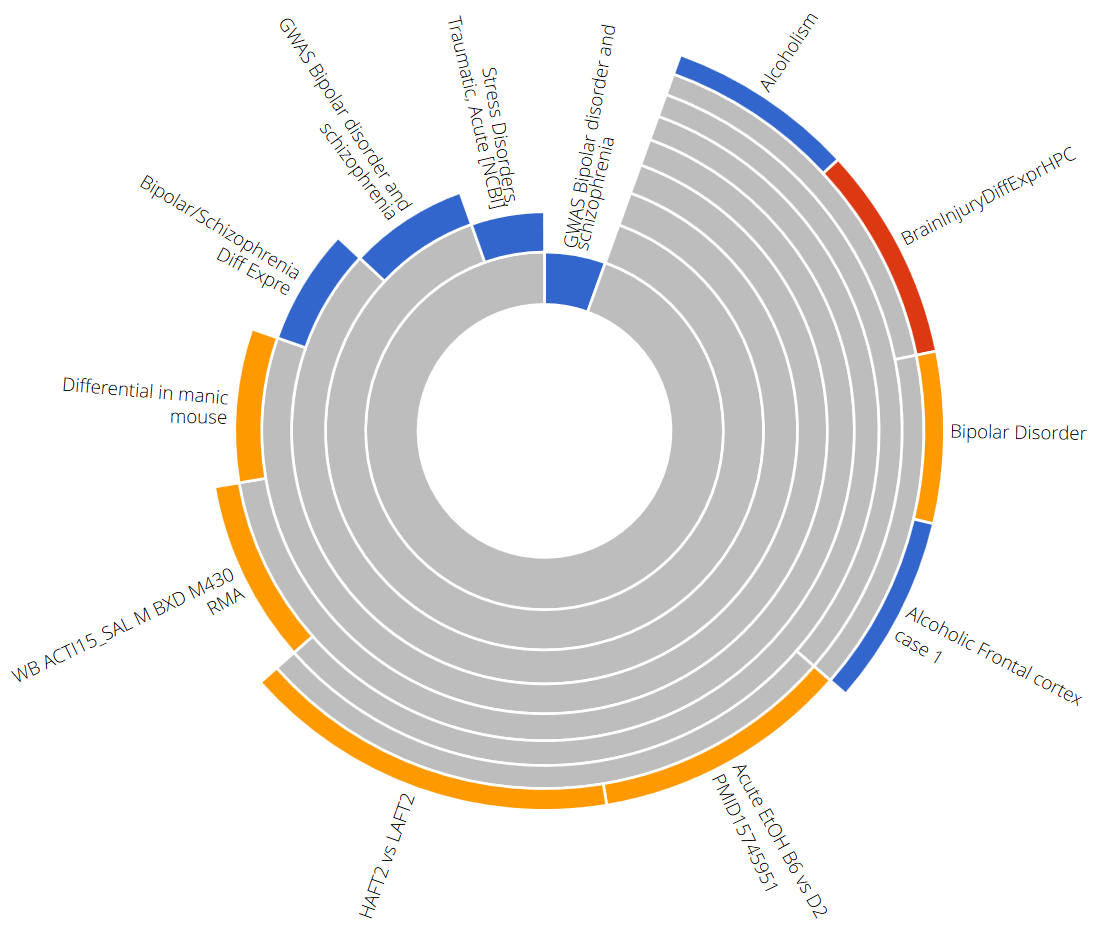 Alcoholism
BrainInjuryDiffExprHPC
Bipolar Disorder
Alcoholic Frontal cortex
case 1
Acute EtOH B6 vs D2
PMID15745951
HAFT2 vs LAFT2
WB ACTI15_SAL M BXD M430
RMA
Differential in manic
mouse
Bipolar/Schizophrenia
Diff Expre
GWAS Bipolar disorder and
schizophrenia
Stress Disorders,
Traumatic, Acute [NCBI]
GWAS Bipolar disorder and
schizophrenia